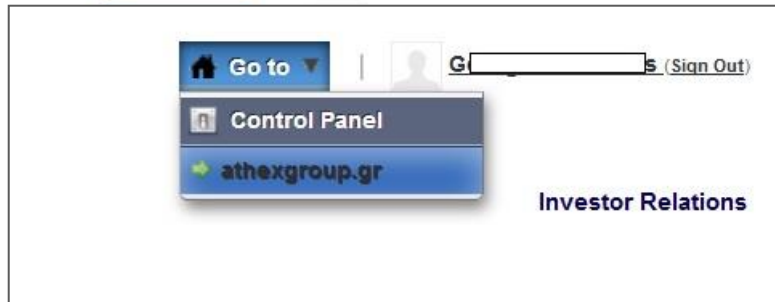 Go to | (Sign Out)
Control Panel
athexgroup.gr
Investor Relations